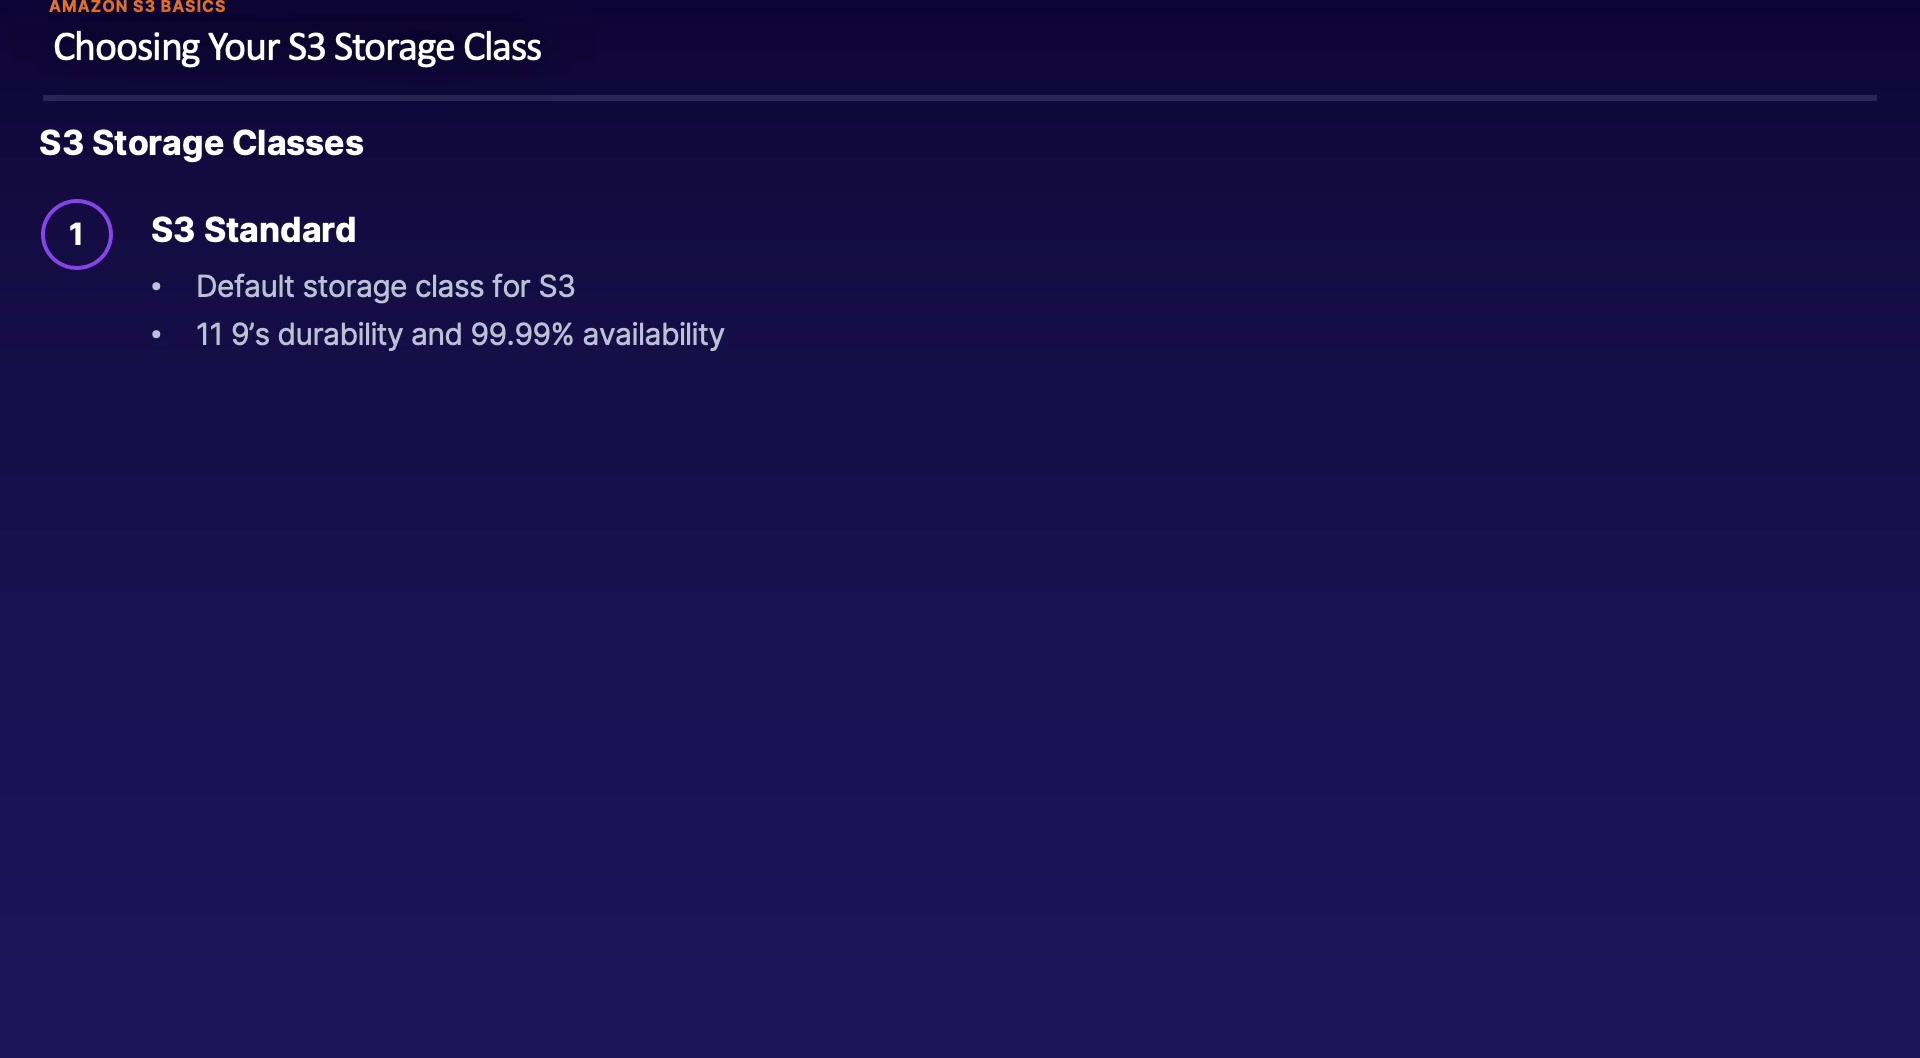 AMAZON S3 BASICS
Choosing Your S3 Storage Class
S3 Storage Classes
1
S3 Standard
• Default storage class for S3
• 11 9’s durability and 99.99% availability